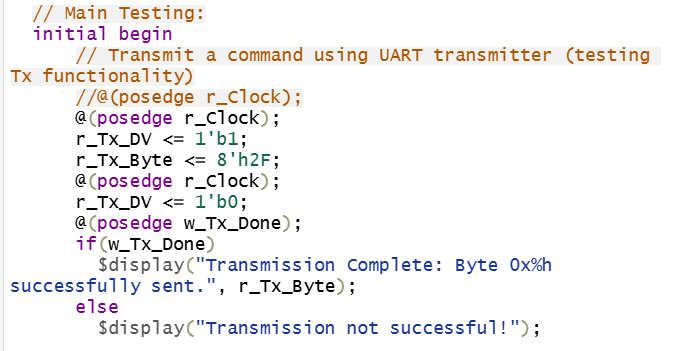 // Main Testing:
initial begin
// Transmit a command using UART transmitter (testing
Tx functionality)
//@(posedge r_Clock);
@(posedge r_Clock);
r_Tx_DV <= 1'b1;
r_Tx_Byte <= 8'h2F;
@(posedge r_Clock);
r_Tx_DV <= 1'b0;
@(posedge w_Tx_Done);
if(w_Tx_Done)
$display("Transmission Complete: Byte 0x%h
successfully sent.", r_Tx_Byte);
else
$display("Transmission not successful!");